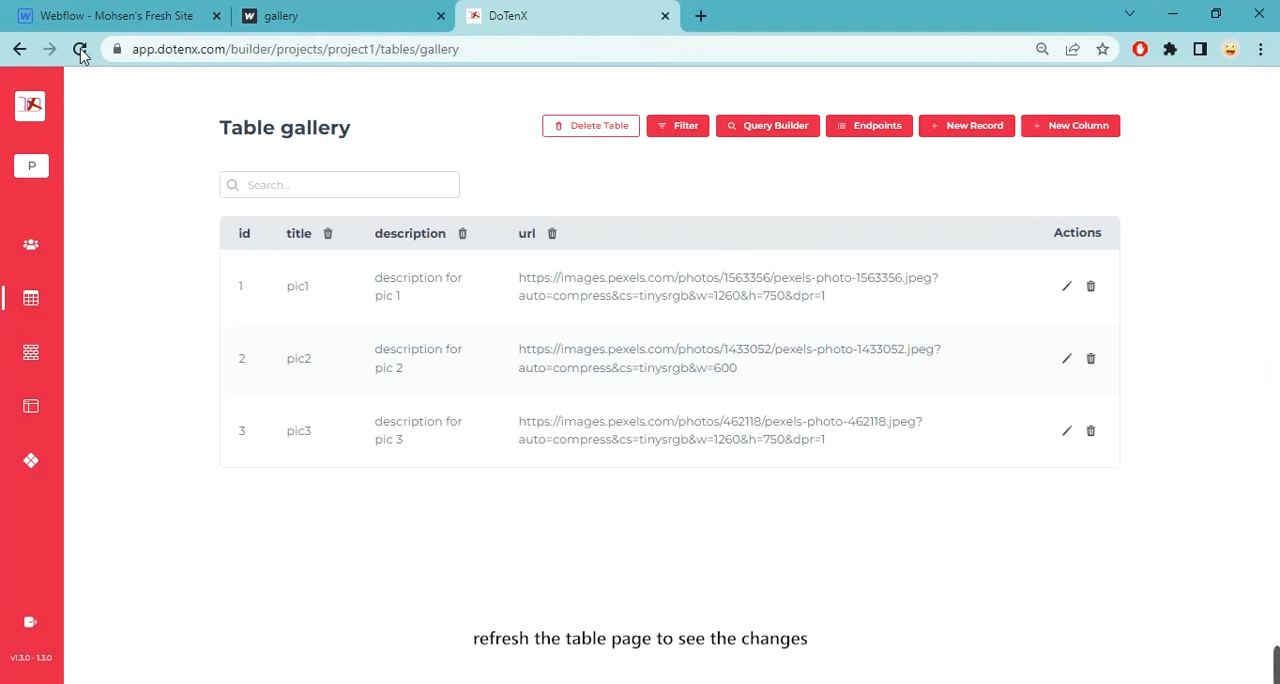 Webflow - Mohsen's Fresh Site
gallery
DoTenX
app.dotenx.com/builder/projects/project1/tables/gallery
P
Table gallery
Delete Table
Filter
Query Builder
Endpoints
New Record
New Column
Search...
id title description url Actions
1 pic1 description for
pic 1
https://images.pexels.com/photos/1563356/pexels-photo-1563356.jpeg?
auto=compress&cs=tinysrgb&w=1260&h=750&dpr=1
2 pic2 description for
pic 2
https://images.pexels.com/photos/1433052/pexels-photo-1433052.jpeg?
auto=compress&cs=tinysrgb&w=600
3 pic3 description for
pic 3
https://images.pexels.com/photos/462118/pexels-photo-462118.jpeg?
auto=compress&cs=tinysrgb&w=1260&h=750&dpr=1
v1.3.0 - 1.3.0
refresh the table page to see the changes